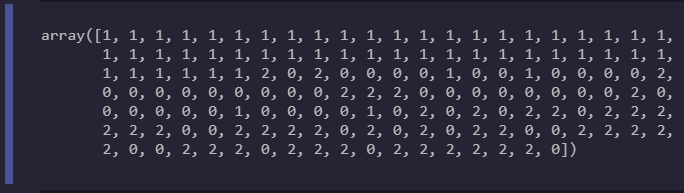 array([1, 1, 1, 1, 1, 1, 1, 1, 1, 1, 1, 1, 1, 1, 1, 1, 1, 1, 1, 1, 1, 1,
1, 1, 1, 1, 1, 1, 1, 1, 1, 1, 1, 1, 1, 1, 1, 1, 1, 1, 1, 1, 1, 1,
1, 1, 1, 1, 1, 1, 2, 0, 2, 0, 0, 0, 0, 1, 0, 0, 1, 0, 0, 0, 0, 2,
0, 0, 0, 0, 0, 0, 0, 0, 0, 2, 2, 2, 0, 0, 0, 0, 0, 0, 0, 0, 2, 0,
0, 0, 0, 0, 0, 1, 0, 0, 0, 0, 1, 0, 2, 0, 2, 0, 2, 2, 0, 2, 2, 2,
2, 2, 2, 0, 0, 2, 2, 2, 2, 0, 2, 0, 2, 0, 2, 2, 0, 0, 2, 2, 2, 2,
2, 0, 0, 2, 2, 2, 0, 2, 2, 2, 0, 2, 2, 2, 2, 2, 2, 0])